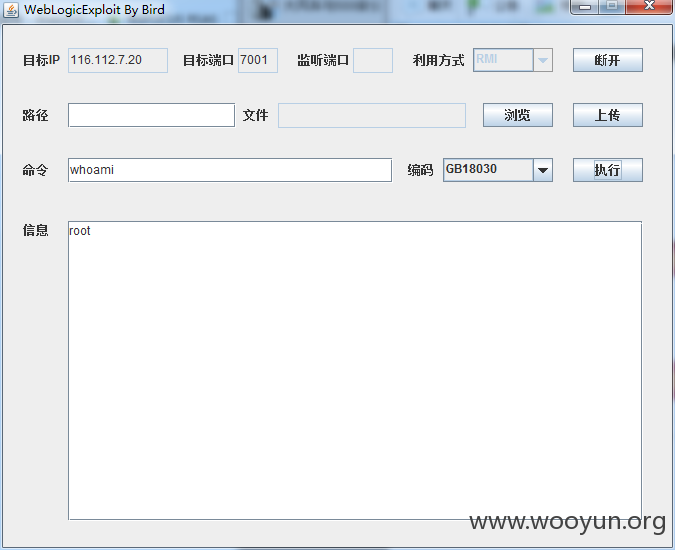 WebLogicExploit By Bird
目标IP 116.112.7.20 目标端口 7001 监听端口 利用方式 RMI 断开
路径 文件 浏览 上传
命令 whoami 编码 GB18030 执行
信息 root
www.wooyun.org